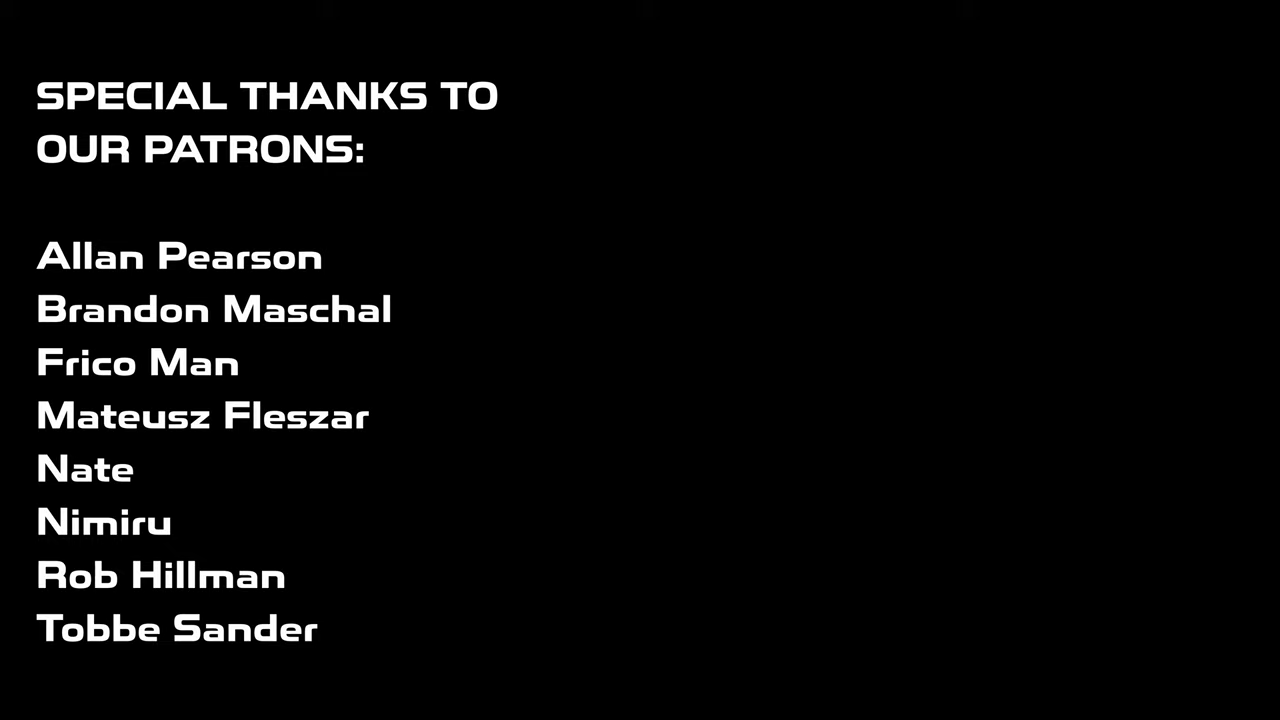 SPECIAL THANKS TO
OUR PATRONS:
Allan Pearson
Brandon Maschal
Frico Man
Mateusz Fleszar
Nate
Nimiru
Rob Hillman
Tobbe Sander